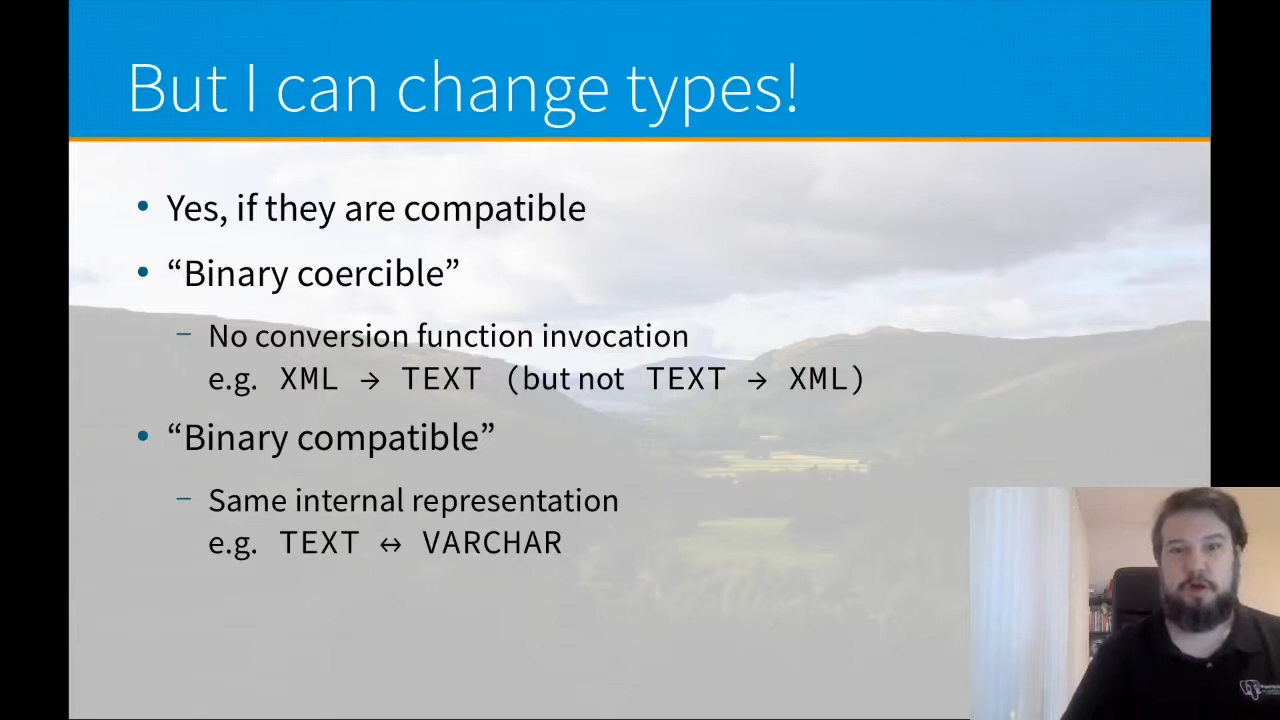 But I can change types!
• Yes, if they are compatible
• “Binary coercible”
– No conversion function invocation
e.g. XML → TEXT (but not TEXT → XML)
• “Binary compatible”
– Same internal representation
e.g. TEXT ↔ VARCHAR